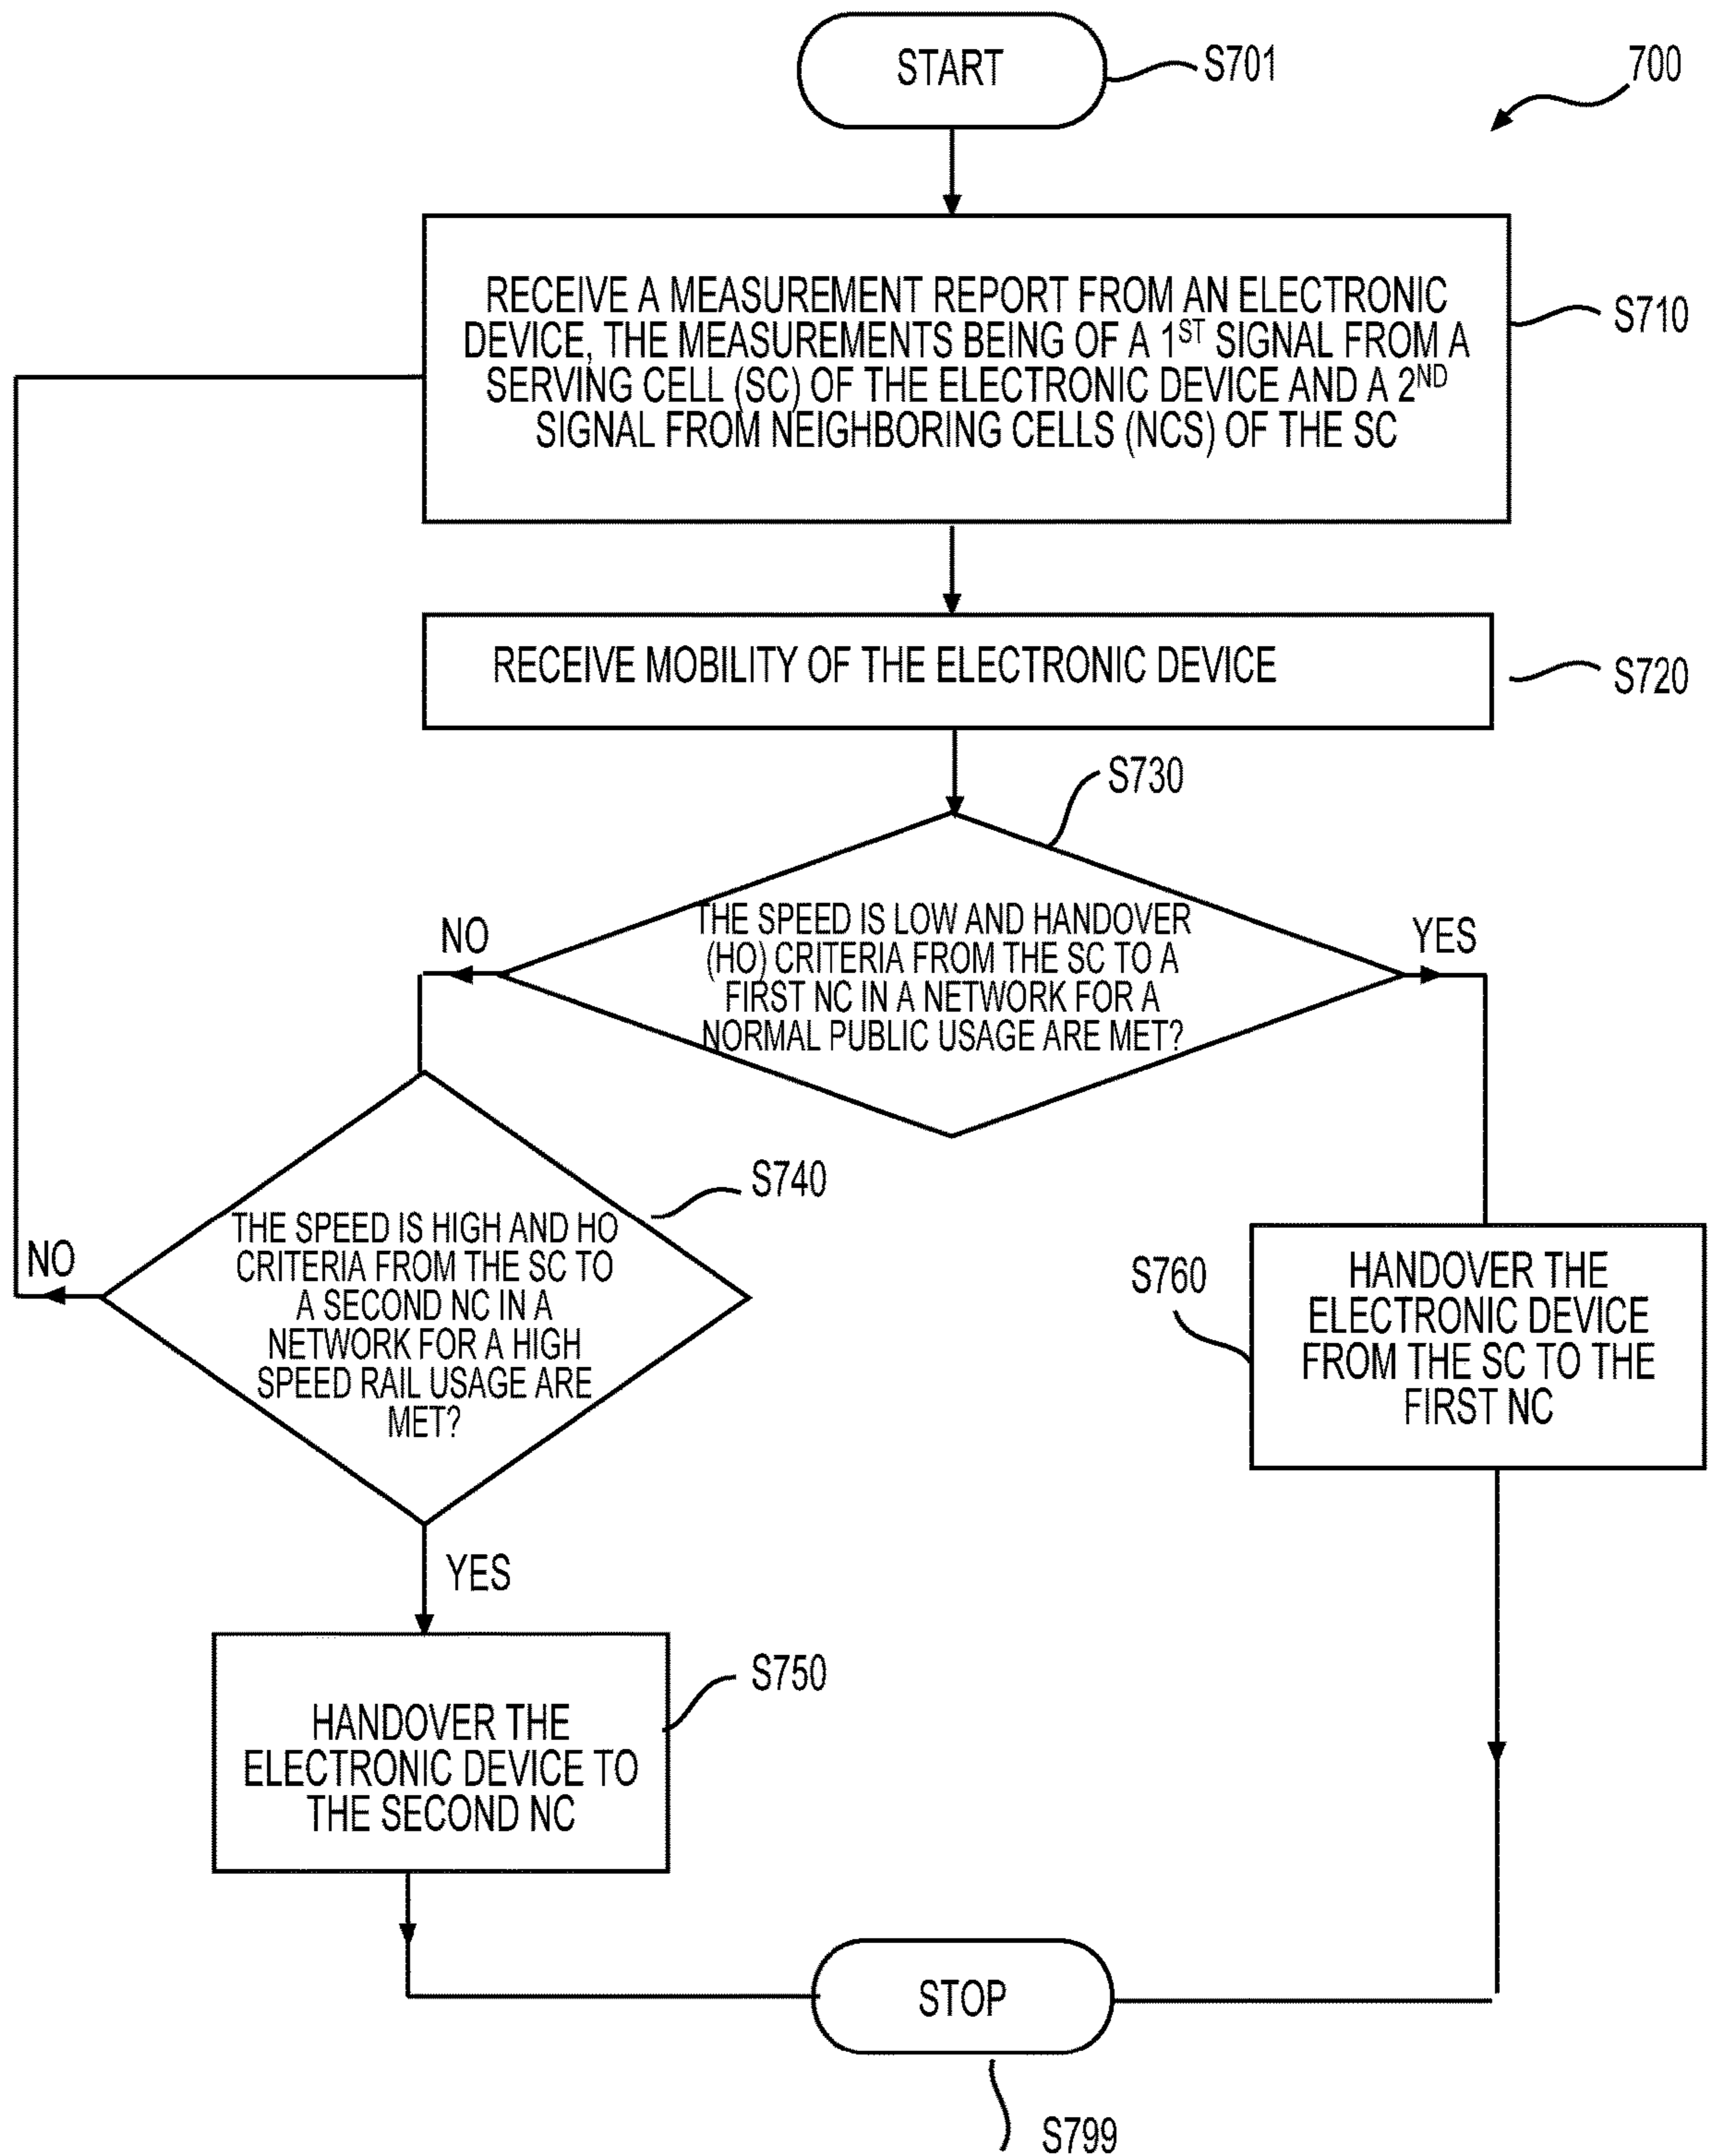 START
S701
700
RECEIVE A MEASUREMENT REPORT FROM AN ELECTRONIC
DEVICE, THE MEASUREMENTS BEING OF A 1ST SIGNAL FROM A
SERVING CELL (SC) OF THE ELECTRONIC DEVICE AND A 2ND
SIGNAL FROM NEIGHBORING CELLS (NCS) OF THE SC
S710
RECEIVE MOBILITY OF THE ELECTRONIC DEVICE
S720
S730
THE SPEED IS LOW AND HANDOVER
(HO) CRITERIA FROM THE SC TO A
FIRST NC IN A NETWORK FOR A
NORMAL PUBLIC USAGE ARE MET?
NO
YES
S740
THE SPEED IS HIGH AND HO
CRITERIA FROM THE SC TO
A SECOND NC IN A
NETWORK FOR A HIGH
SPEED RAIL USAGE ARE
MET?
NO
YES
S760
HANDOVER THE
ELECTRONIC DEVICE
FROM THE SC TO THE
FIRST NC
S750
HANDOVER THE
ELECTRONIC DEVICE TO
THE SECOND NC
STOP
S799